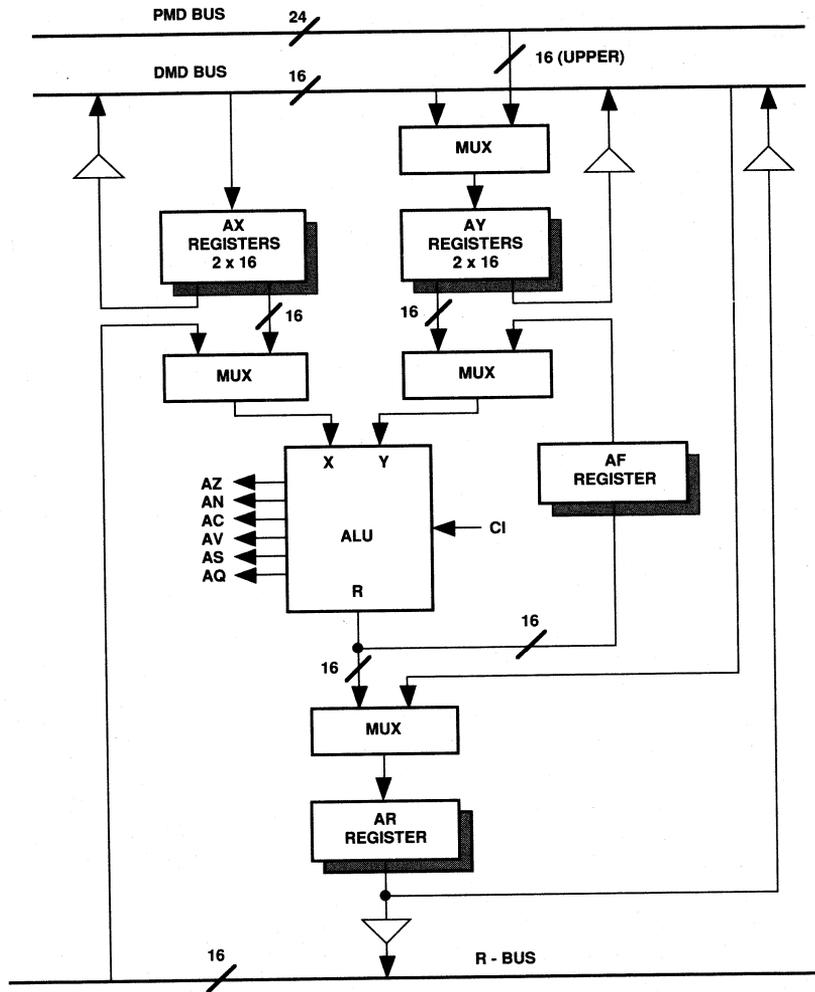 PMD BUS
24
16 (UPPER)
DMD BUS
16
MUX
AX
REGISTERS
2 x 16
AY
REGISTERS
2 x 16
16
16
MUX
MUX
X
Y
AF
REGISTER
AZ
AN
AC
AV
AS
AQ
ALU
CI
R
16
16
MUX
AR
REGISTER
16
R - BUS